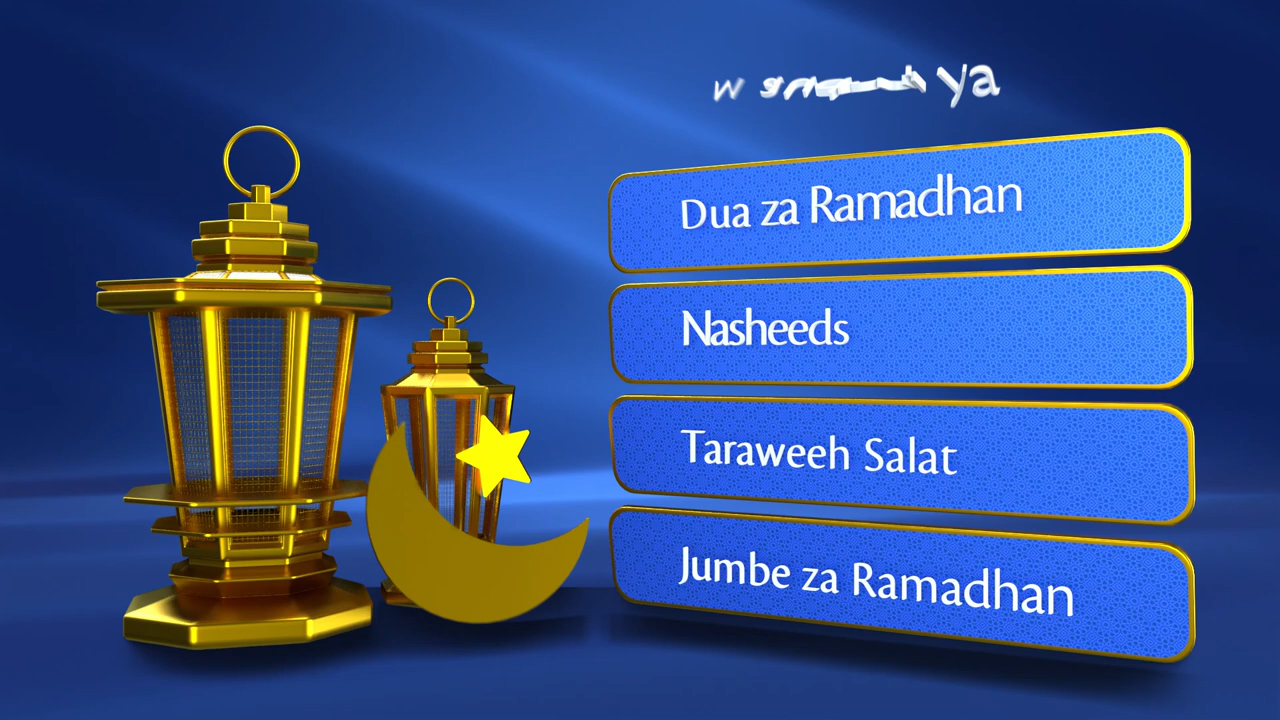 ya
Dua za Ramadhan
Nasheeds
Taraweeh Salat
Jumbe za Ramadhan